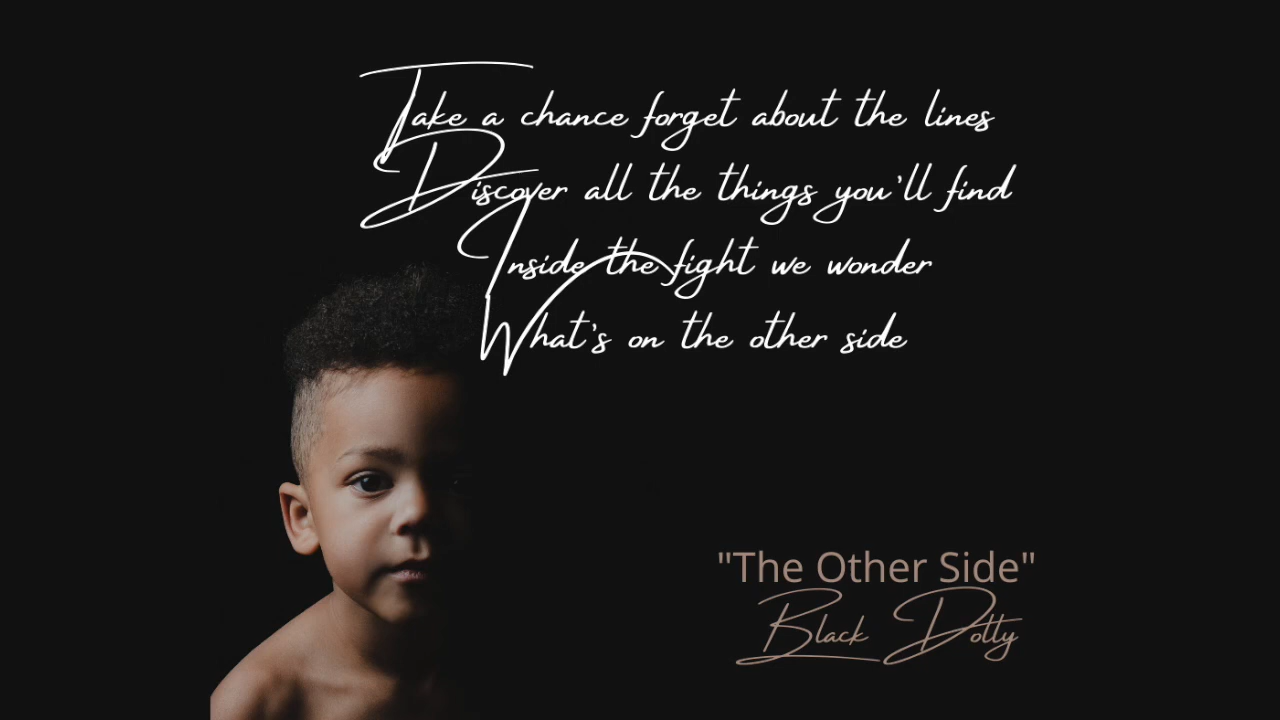 Take a chance forget about the lines
Discover all the things you'll find
Inside the fight we wonder
What's on the other side
"The Other Side"
Black Dolly